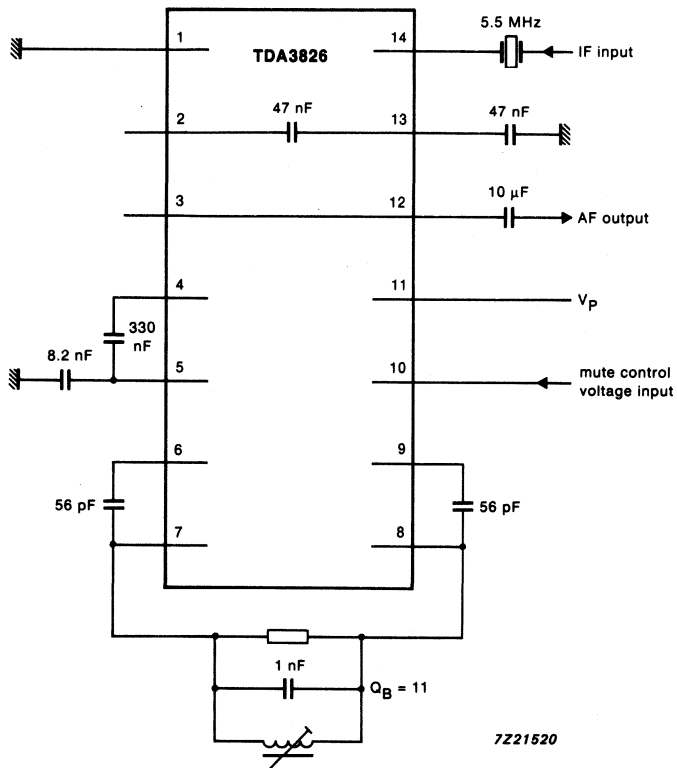 5.5 MHz
1
TDA3826
14
IF input
2
47 nF
13
47 nF
3
12
10 µF
AF output
4
11
V_P
330
nF
8.2 nF
5
10
mute control
voltage input
6
9
56 pF
56 pF
7
8
1 nF
Q_B = 11
7Z21520